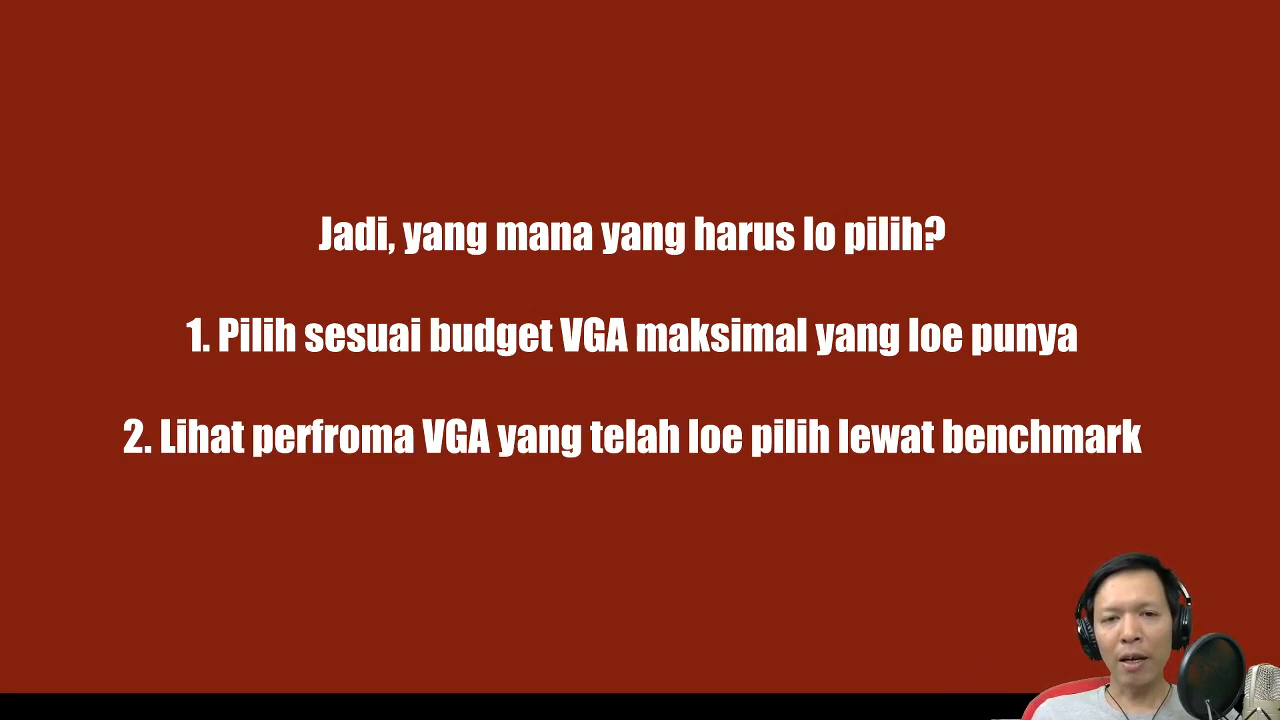 Jadi, yang mana yang harus lo pilih?
1. Pilih sesuai budget VGA maksimal yang loe punya
2. Lihat perfroma VGA yang telah loe pilih lewat benchmark